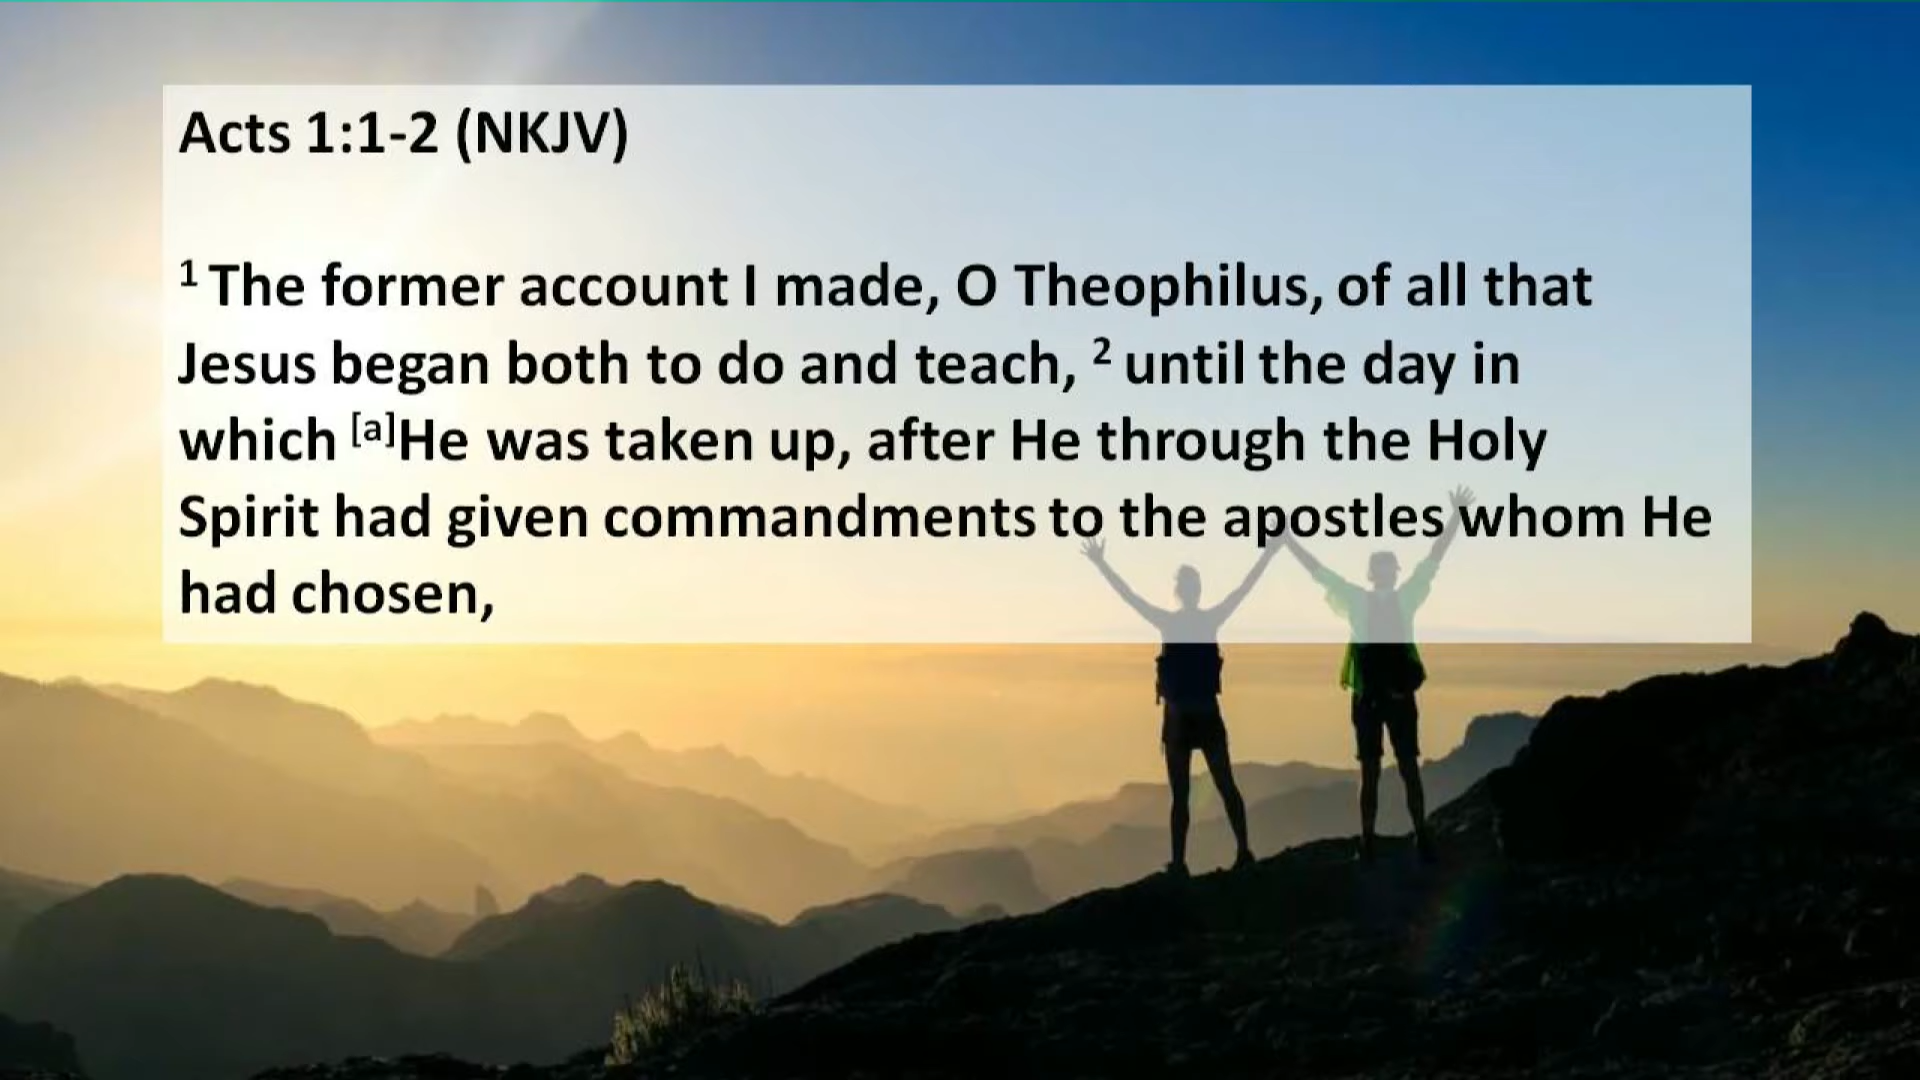 Acts 1:1-2 (NKJV)
1 The former account I made, O Theophilus, of all that
Jesus began both to do and teach, 2 until the day in
which [a]He was taken up, after He through the Holy
Spirit had given commandments to the apostles whom He
had chosen,